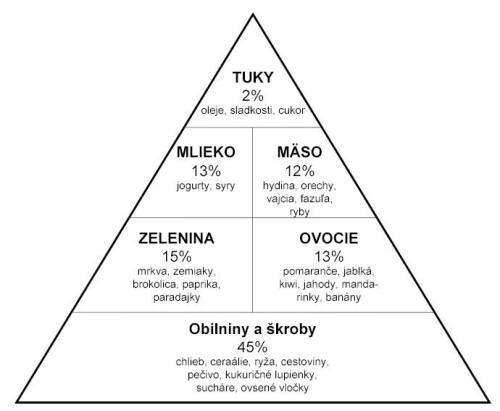 TUKY
2%
oleje, sladkosti, cukor
MLIEKO
13%
jogurty, syry
MÄSO
12%
hydina, orechy,
vajcia, fazuľa,
ryby
ZELENINA
15%
mrkva, zemiaky,
brokolica, paprika,
paradajky
OVOCIE
13%
pomaranče, jablká,
kiwi, jahody, manda-
rinky, banány
Obilniny a škroby
45%
chlieb, ceraálie, ryža, cestoviny,
pečivo, kukuričné lupienky,
sucháre, ovsené vločky